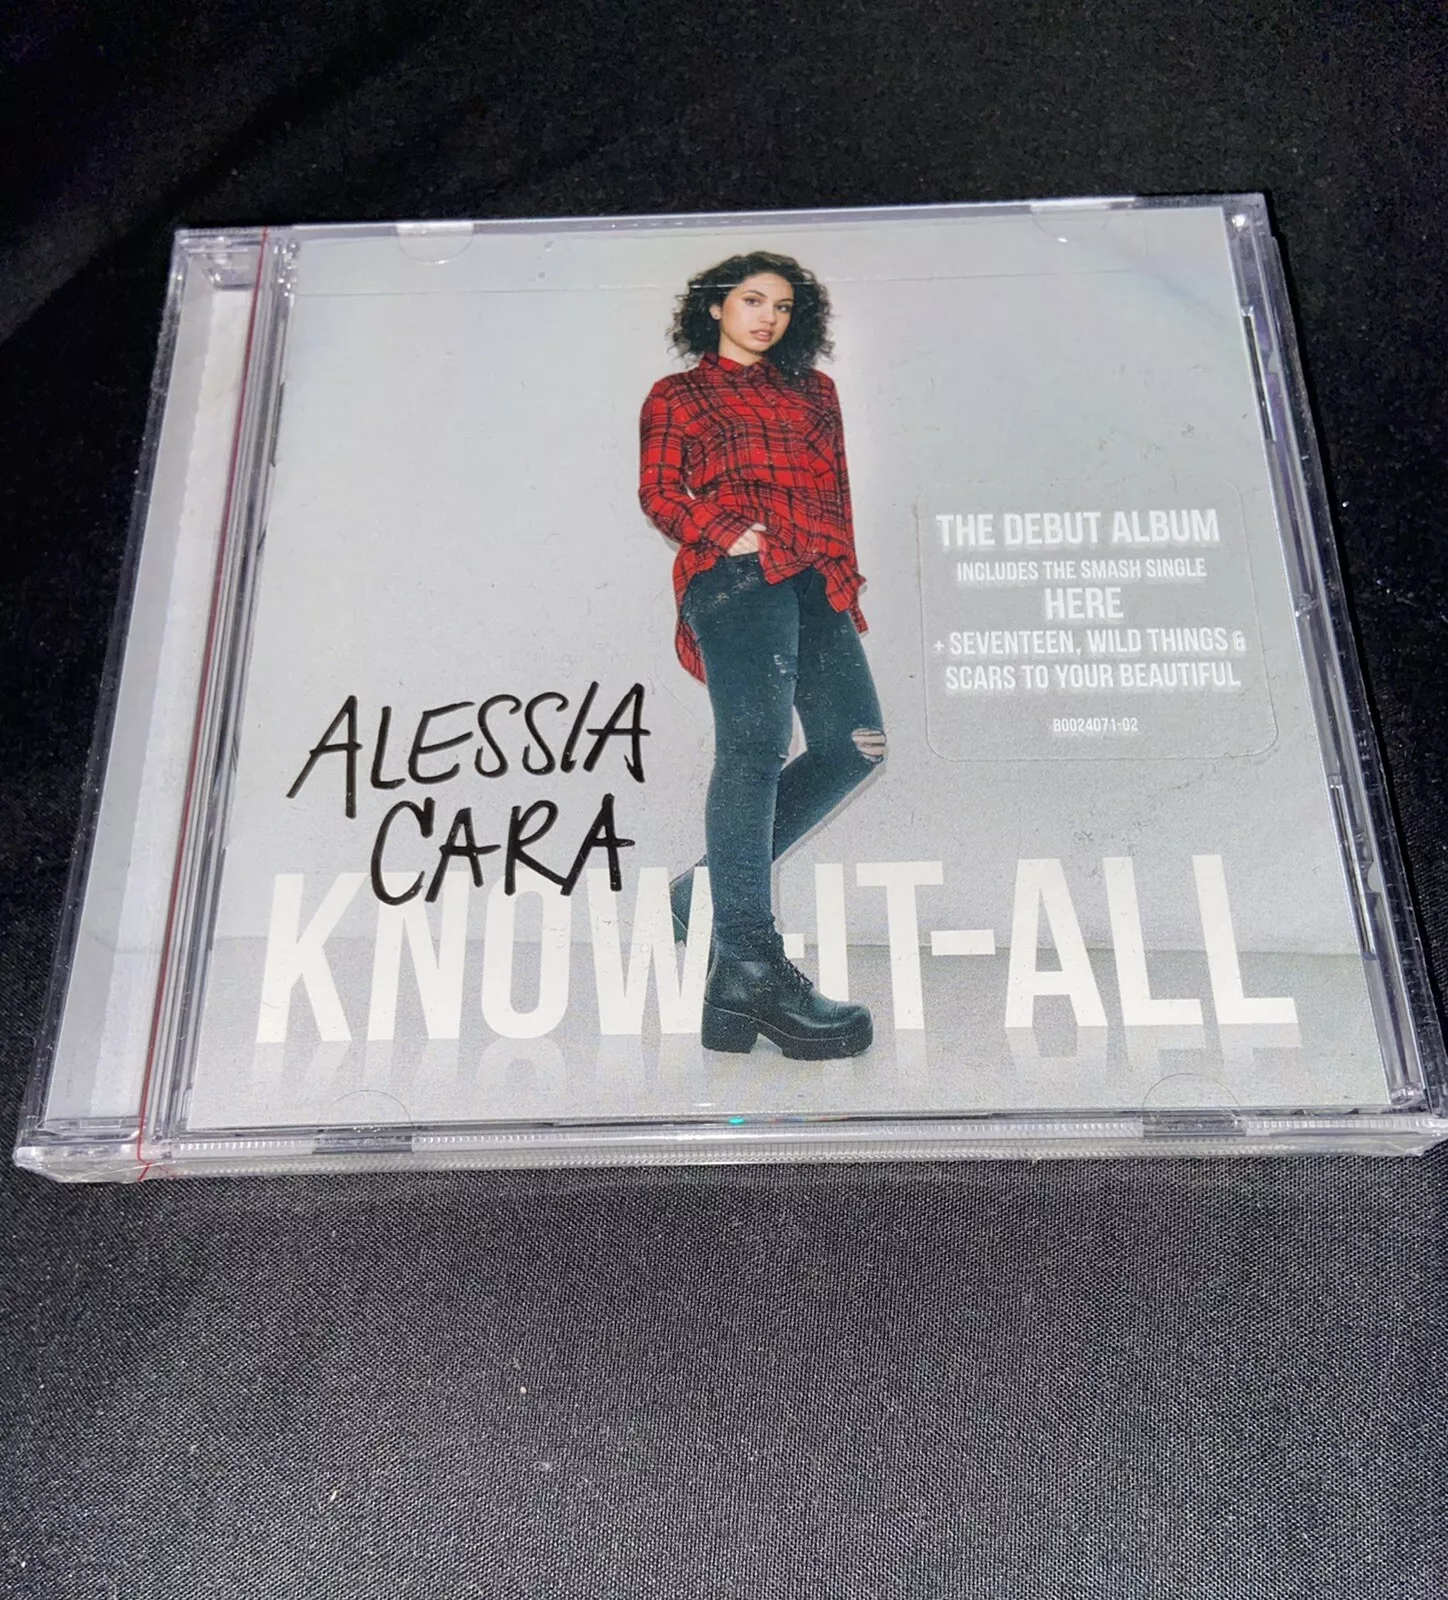 THE DEBUT ALBUM
INCLUDES THE SMASH SINGLE
HERE
+ SEVENTEEN, WILD THINGS &
SCARS TO YOUR BEAUTIFUL
B0024071-02
ALESSIA
CARA
KNOW-IT-ALL